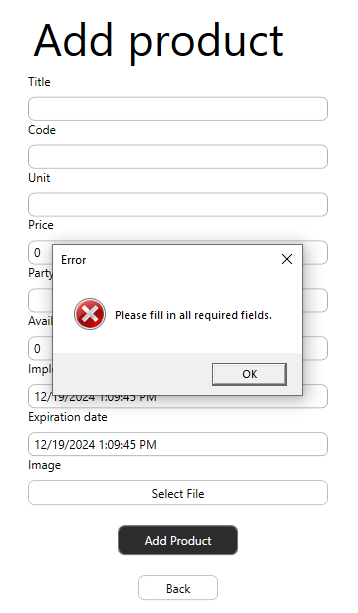 Add product
Title
Code
Unit
Price
0
Error
Please fill in all required fields.
OK
Party
Avail
0
Imple
12/19/2024 1:09:45 PM
Expiration date
12/19/2024 1:09:45 PM
Image
Select File
Add Product
Back